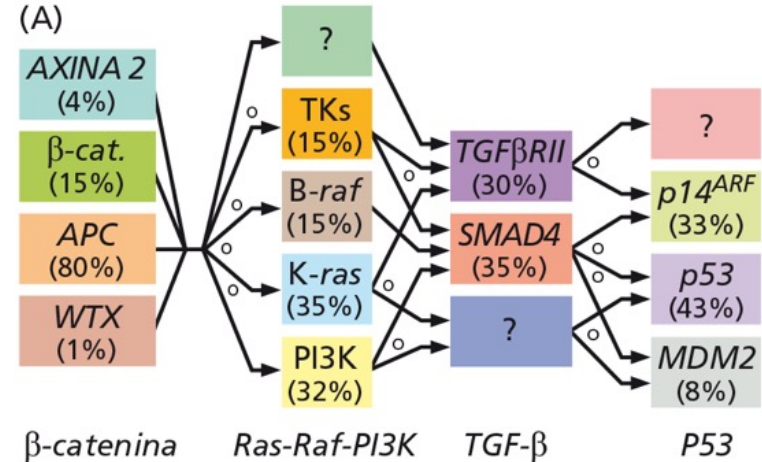 (A)
AXINA 2
(4%)
β-cat.
(15%)
APC
(80%)
WTX
(1%)
β-catenina
?
TKs
(15%)
B-raf
(15%)
K-ras
(35%)
PI3K
(32%)
Ras-Raf-PI3K
TGFβRII
(30%)
SMAD4
(35%)
?
TGF-β
?
p14ARF
(33%)
p53
(43%)
MDM2
(8%)
P53
o
o
o
o
o
o
o
o
o
o
o